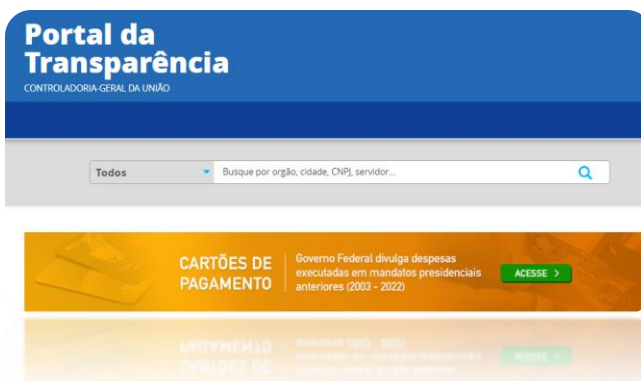 Portal da
Transparência
CONTROLADORIA-GERAL DA UNIÃO
Todos
Busque por orgão, cidade, CNPJ, servidor...
CARTÕES DE
PAGAMENTO
Governo Federal divulga despesas
executadas em mandatos presidenciais
anteriores (2003 - 2022)
ACESSE >